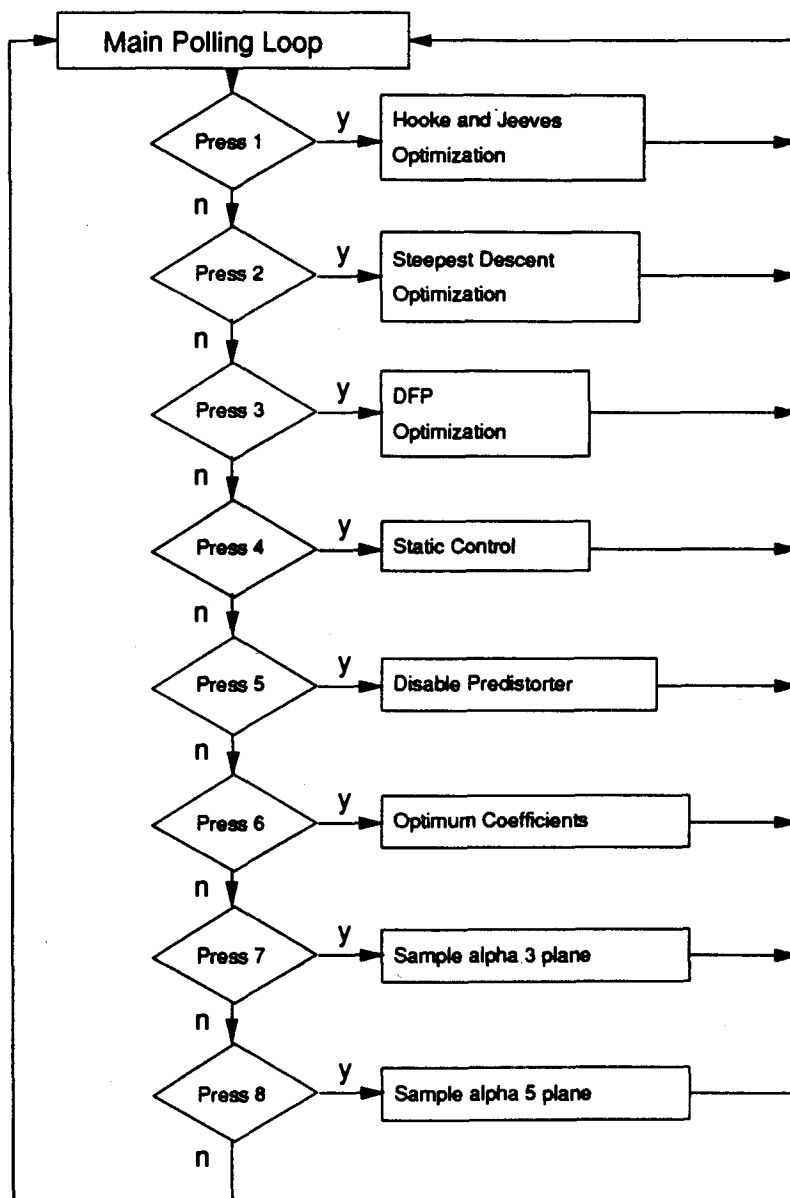 Main Polling Loop
Press 1
y
Hooke and Jeeves
Optimization
n
Press 2
y
Steepest Descent
Optimization
n
Press 3
y
DFP
Optimization
n
Press 4
y
Static Control
n
Press 5
y
Disable Predistorter
n
Press 6
y
Optimum Coefficients
n
Press 7
y
Sample alpha 3 plane
n
Press 8
y
Sample alpha 5 plane
n